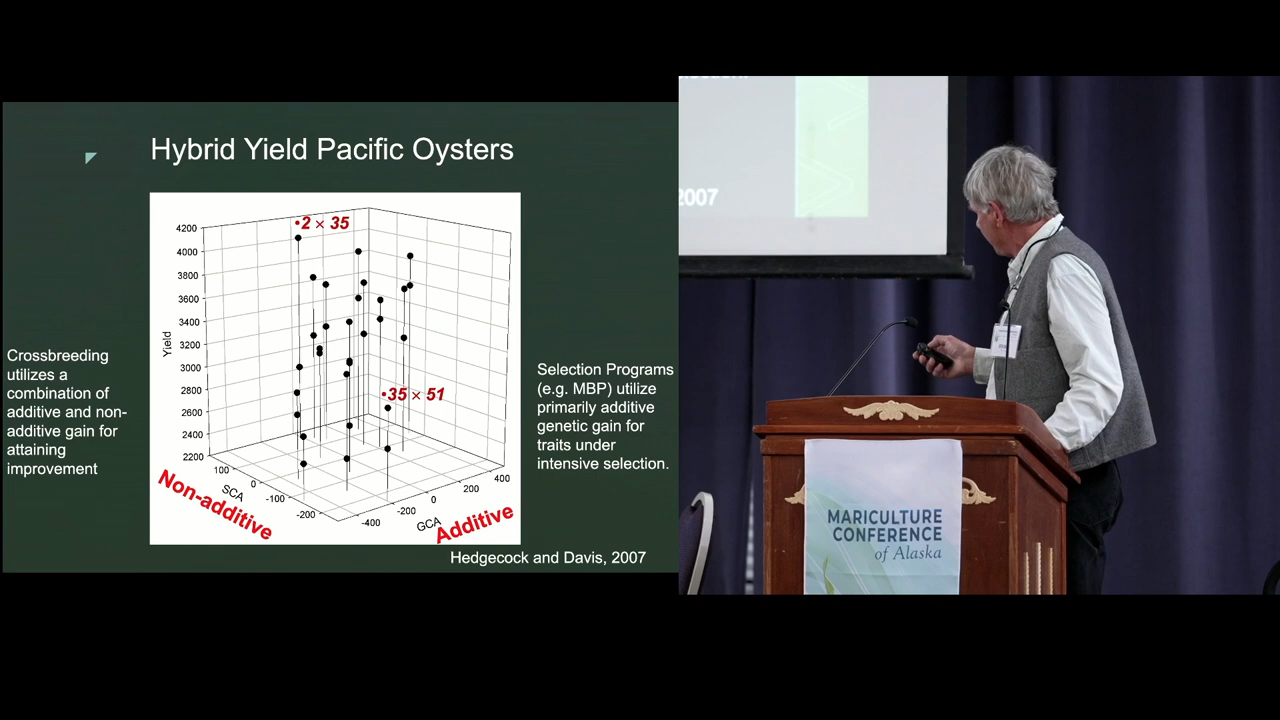 Hybrid Yield Pacific Oysters
•2 × 35
•35 × 51
Yield
4200
4000
3800
3600
3400
3200
3000
2800
2600
2400
2200
100
0
-100
-200
SCA
Non-additive
-400
-200
0
200
400
GCA
Additive
Crossbreeding
utilizes a
combination of
additive and non-
additive gain for
attaining
improvement
Selection Programs
(e.g. MBP) utilize
primarily additive
genetic gain for
traits under
intensive selection.
Hedgecock and Davis, 2007
2007
MARICULTURE
CONFERENCE
of Alaska